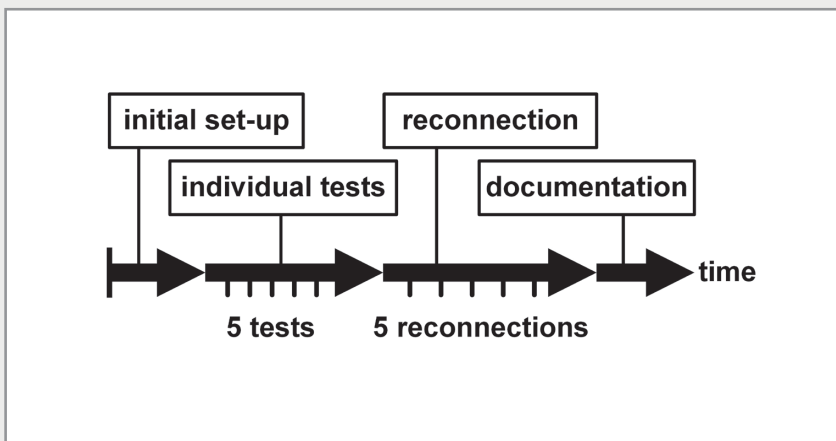 initial set-up
reconnection
individual tests
documentation
time
5 tests
5 reconnections